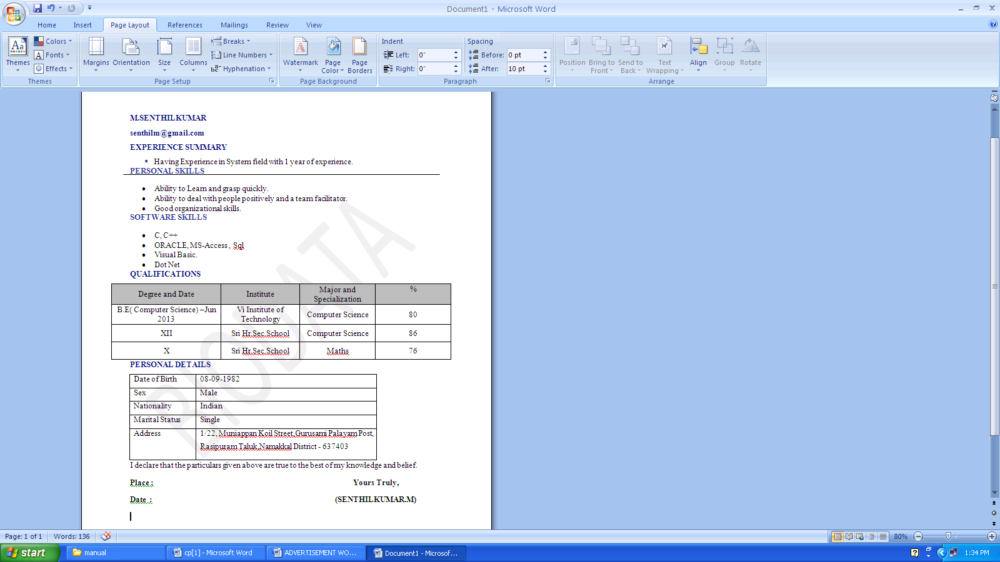 Document1 - Microsoft Word
Home Insert Page Layout References Mailings Review View
Aa Colors Breaks Indent Spacing
Fonts Line Numbers Left: 0" Before: 0 pt
Themes Effects Margins Orientation Size Columns Hyphenation Watermark Page Color Page Borders Right: 0" After: 10 pt Position Bring to Front Send to Back Text Wrapping Align Group Rotate
Themes Page Setup Page Background Paragraph Arrange
M.SENTHILKUMAR
senthilm@gmail.com
EXPERIENCE SUMMARY
Having Experience in System field with 1 year of experience.
PERSONAL SKILLS
Ability to Learn and grasp quickly.
Ability to deal with people positively and a team facilitator.
Good organizational skills.
SOFTWARE SKILLS
C, C++
ORACLE, MS-Access , Sql
Visual Basic.
Dot Net
QUALIFICATIONS
Degree and Date Institute Major and Specialization %
B.E( Computer Science) –Jun 2013 Vi Institute of Technology Computer Science 80
XII Sri Hr.Sec.School Computer Science 86
X Sri Hr.Sec.School Maths 76
BIODATA
PERSONAL DETAILS
Date of Birth 08-09-1982
Sex Male
Nationality Indian
Marital Status Single
Address 1/22, Muniappan Koil Street,Gurusami Palayam Post,
Rasipuram Taluk,Namakkal District - 637403
I declare that the particulars given above are true to the best of my knowledge and belief.
Place : Yours Truly,
Date : (SENTHILKUMAR.M)
Page: 1 of 1 Words: 136 80%
start manual cp[1] - Microsoft Word ADVERTISEMENT WO... Document1 - Microsof... 1:34 PM